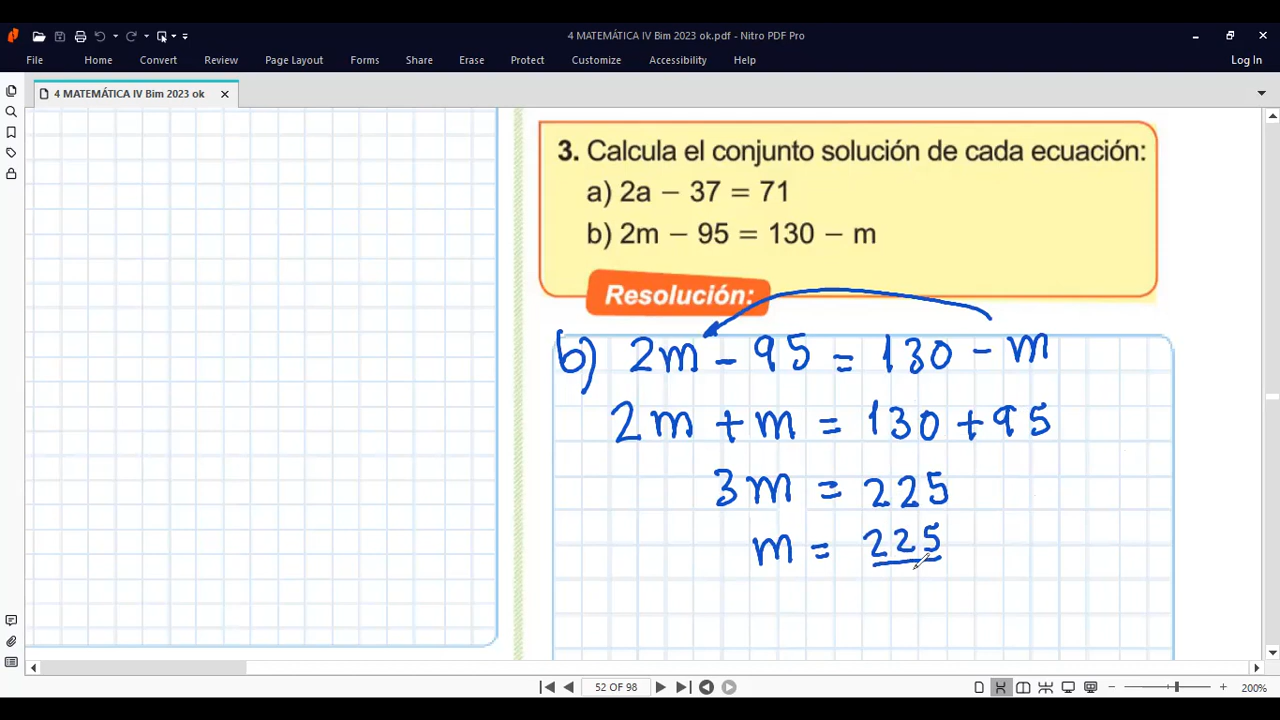 4 MATEMÁTICA IV Bim 2023 ok.pdf - Nitro PDF Pro
File Home Convert Review Page Layout Forms Share Erase Protect Customize Accessibility Help Log In
4 MATEMÁTICA IV Bim 2023 ok
3. Calcula el conjunto solución de cada ecuación:
a) 2a − 37 = 71
b) 2m − 95 = 130 − m
Resolución:
b) 2m - 95 = 130 - m
2m + m = 130 + 95
3m = 225
m = 225
52 OF 98
200%